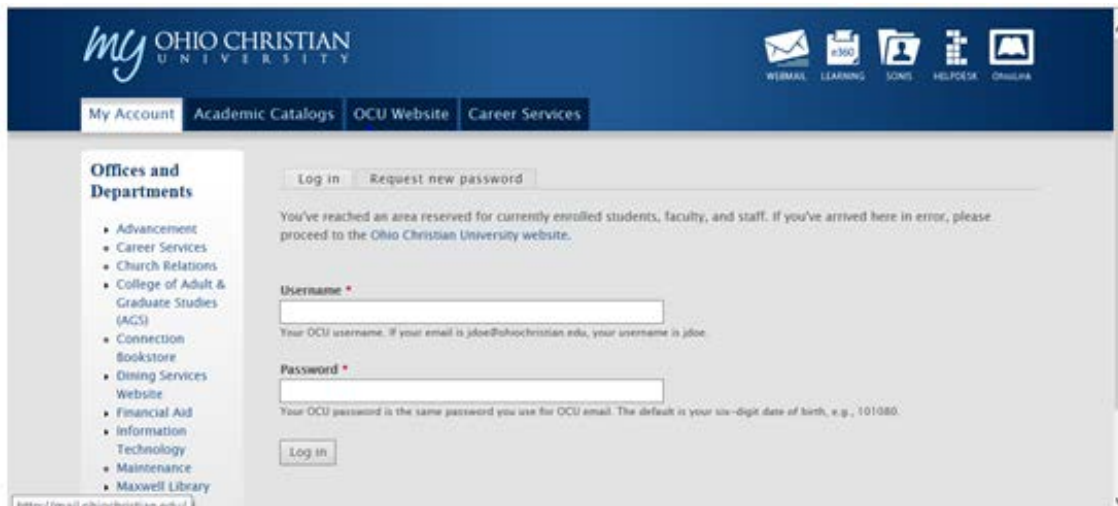 my OHIO CHRISTIAN
UNIVERSITY
WEBMAIL
e360
LEARNING
SONIS
HELPDESK
OhioLink
My Account
Academic Catalogs
OCU Website
Career Services
Offices and
Departments
Advancement
Career Services
Church Relations
College of Adult &
Graduate Studies
(AGS)
Connection
Bookstore
Dining Services
Website
Financial Aid
Information
Technology
Maintenance
Maxwell Library
Log in
Request new password
You've reached an area reserved for currently enrolled students, faculty, and staff. If you've arrived here in error, please
proceed to the Ohio Christian University website.
Username *
Your OCU username. If your email is jdoe@ohiochristian.edu, your username is jdoe.
Password *
Your OCU password is the same password you use for OCU email. The default is your six-digit date of birth, e.g., 101080.
Log in
http://mail.ohiochristian.edu/